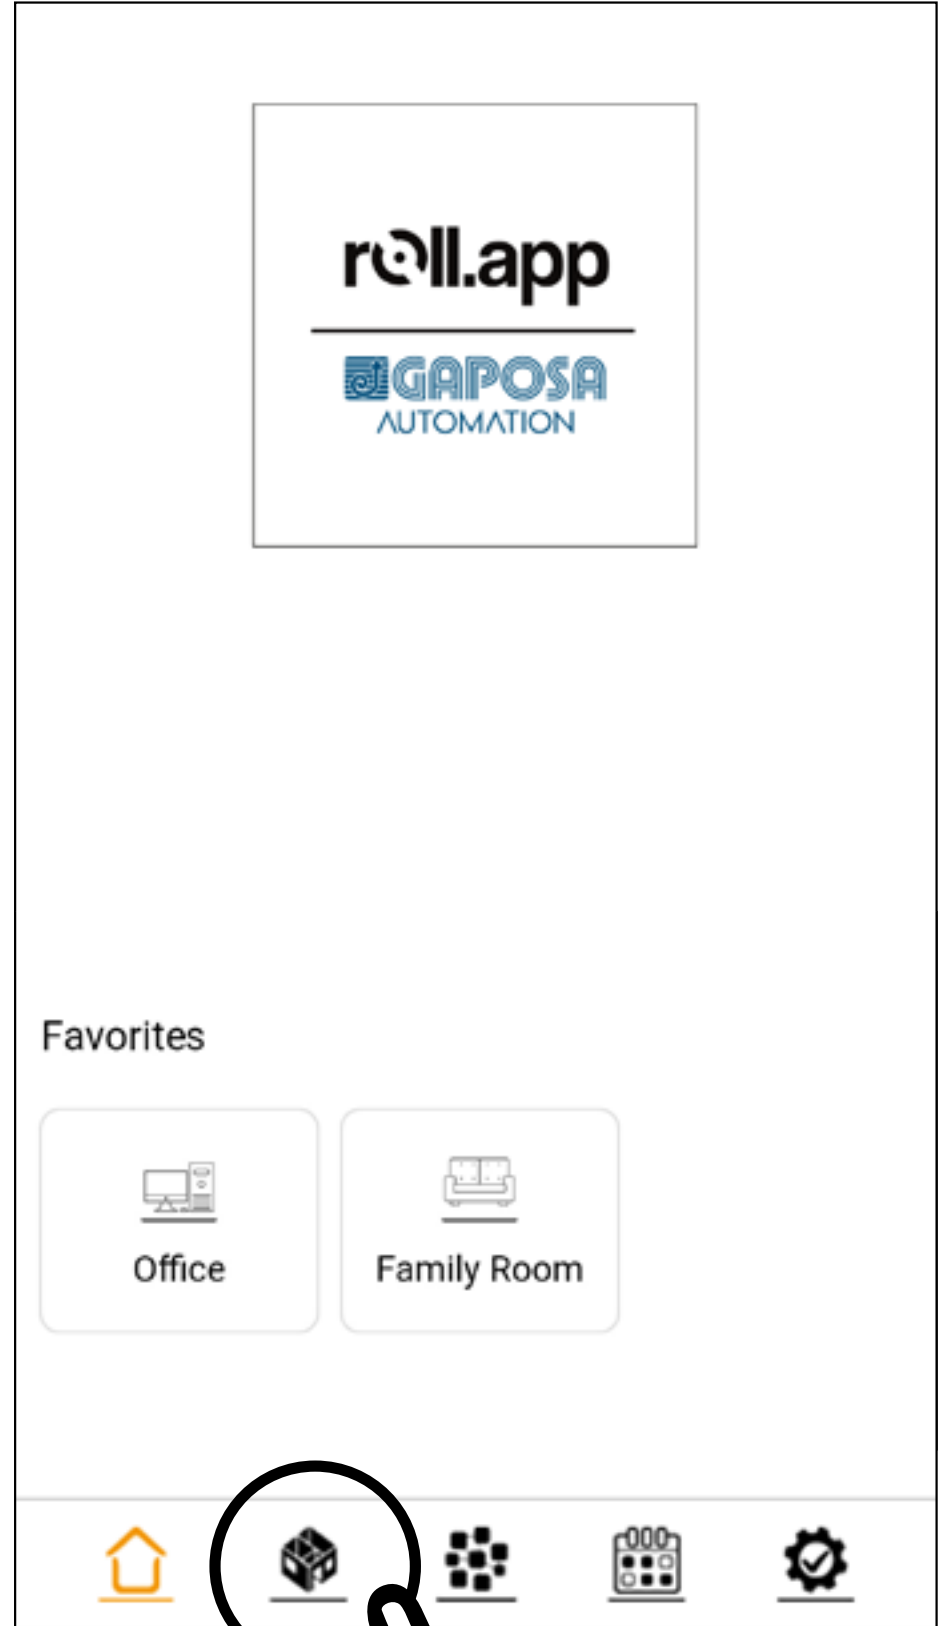 roll.app
GAPOSA
AUTOMATION
Favorites
Office
Family Room